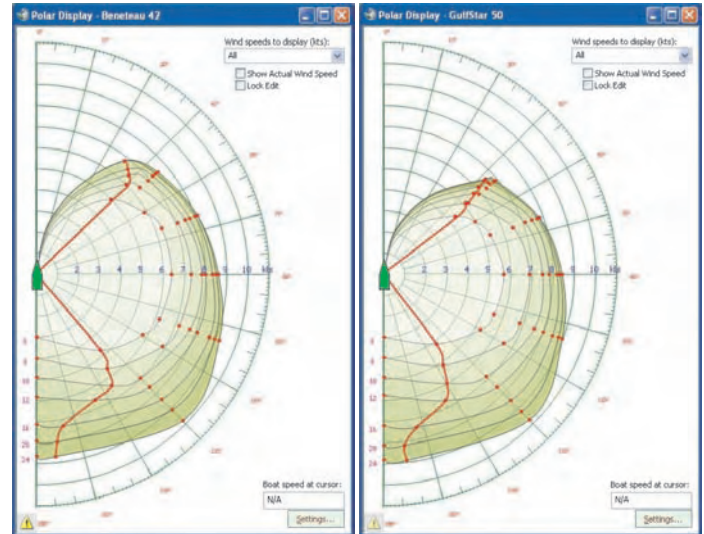 Polar Display - Beneteau 42
Wind speeds to display (kts):
All
Show Actual Wind Speed
Lock Edit
2 3 4 5 6 7 8 9 10 kts
6
8
10
12
16
20
24
Boat speed at cursor:
N/A
Settings...
Polar Display - GulfStar 50
Wind speeds to display (kts):
All
Show Actual Wind Speed
Lock Edit
2 3 4 5 6 7 8 9 10 kts
6
8
10
12
16
20
24
Boat speed at cursor:
N/A
Settings...